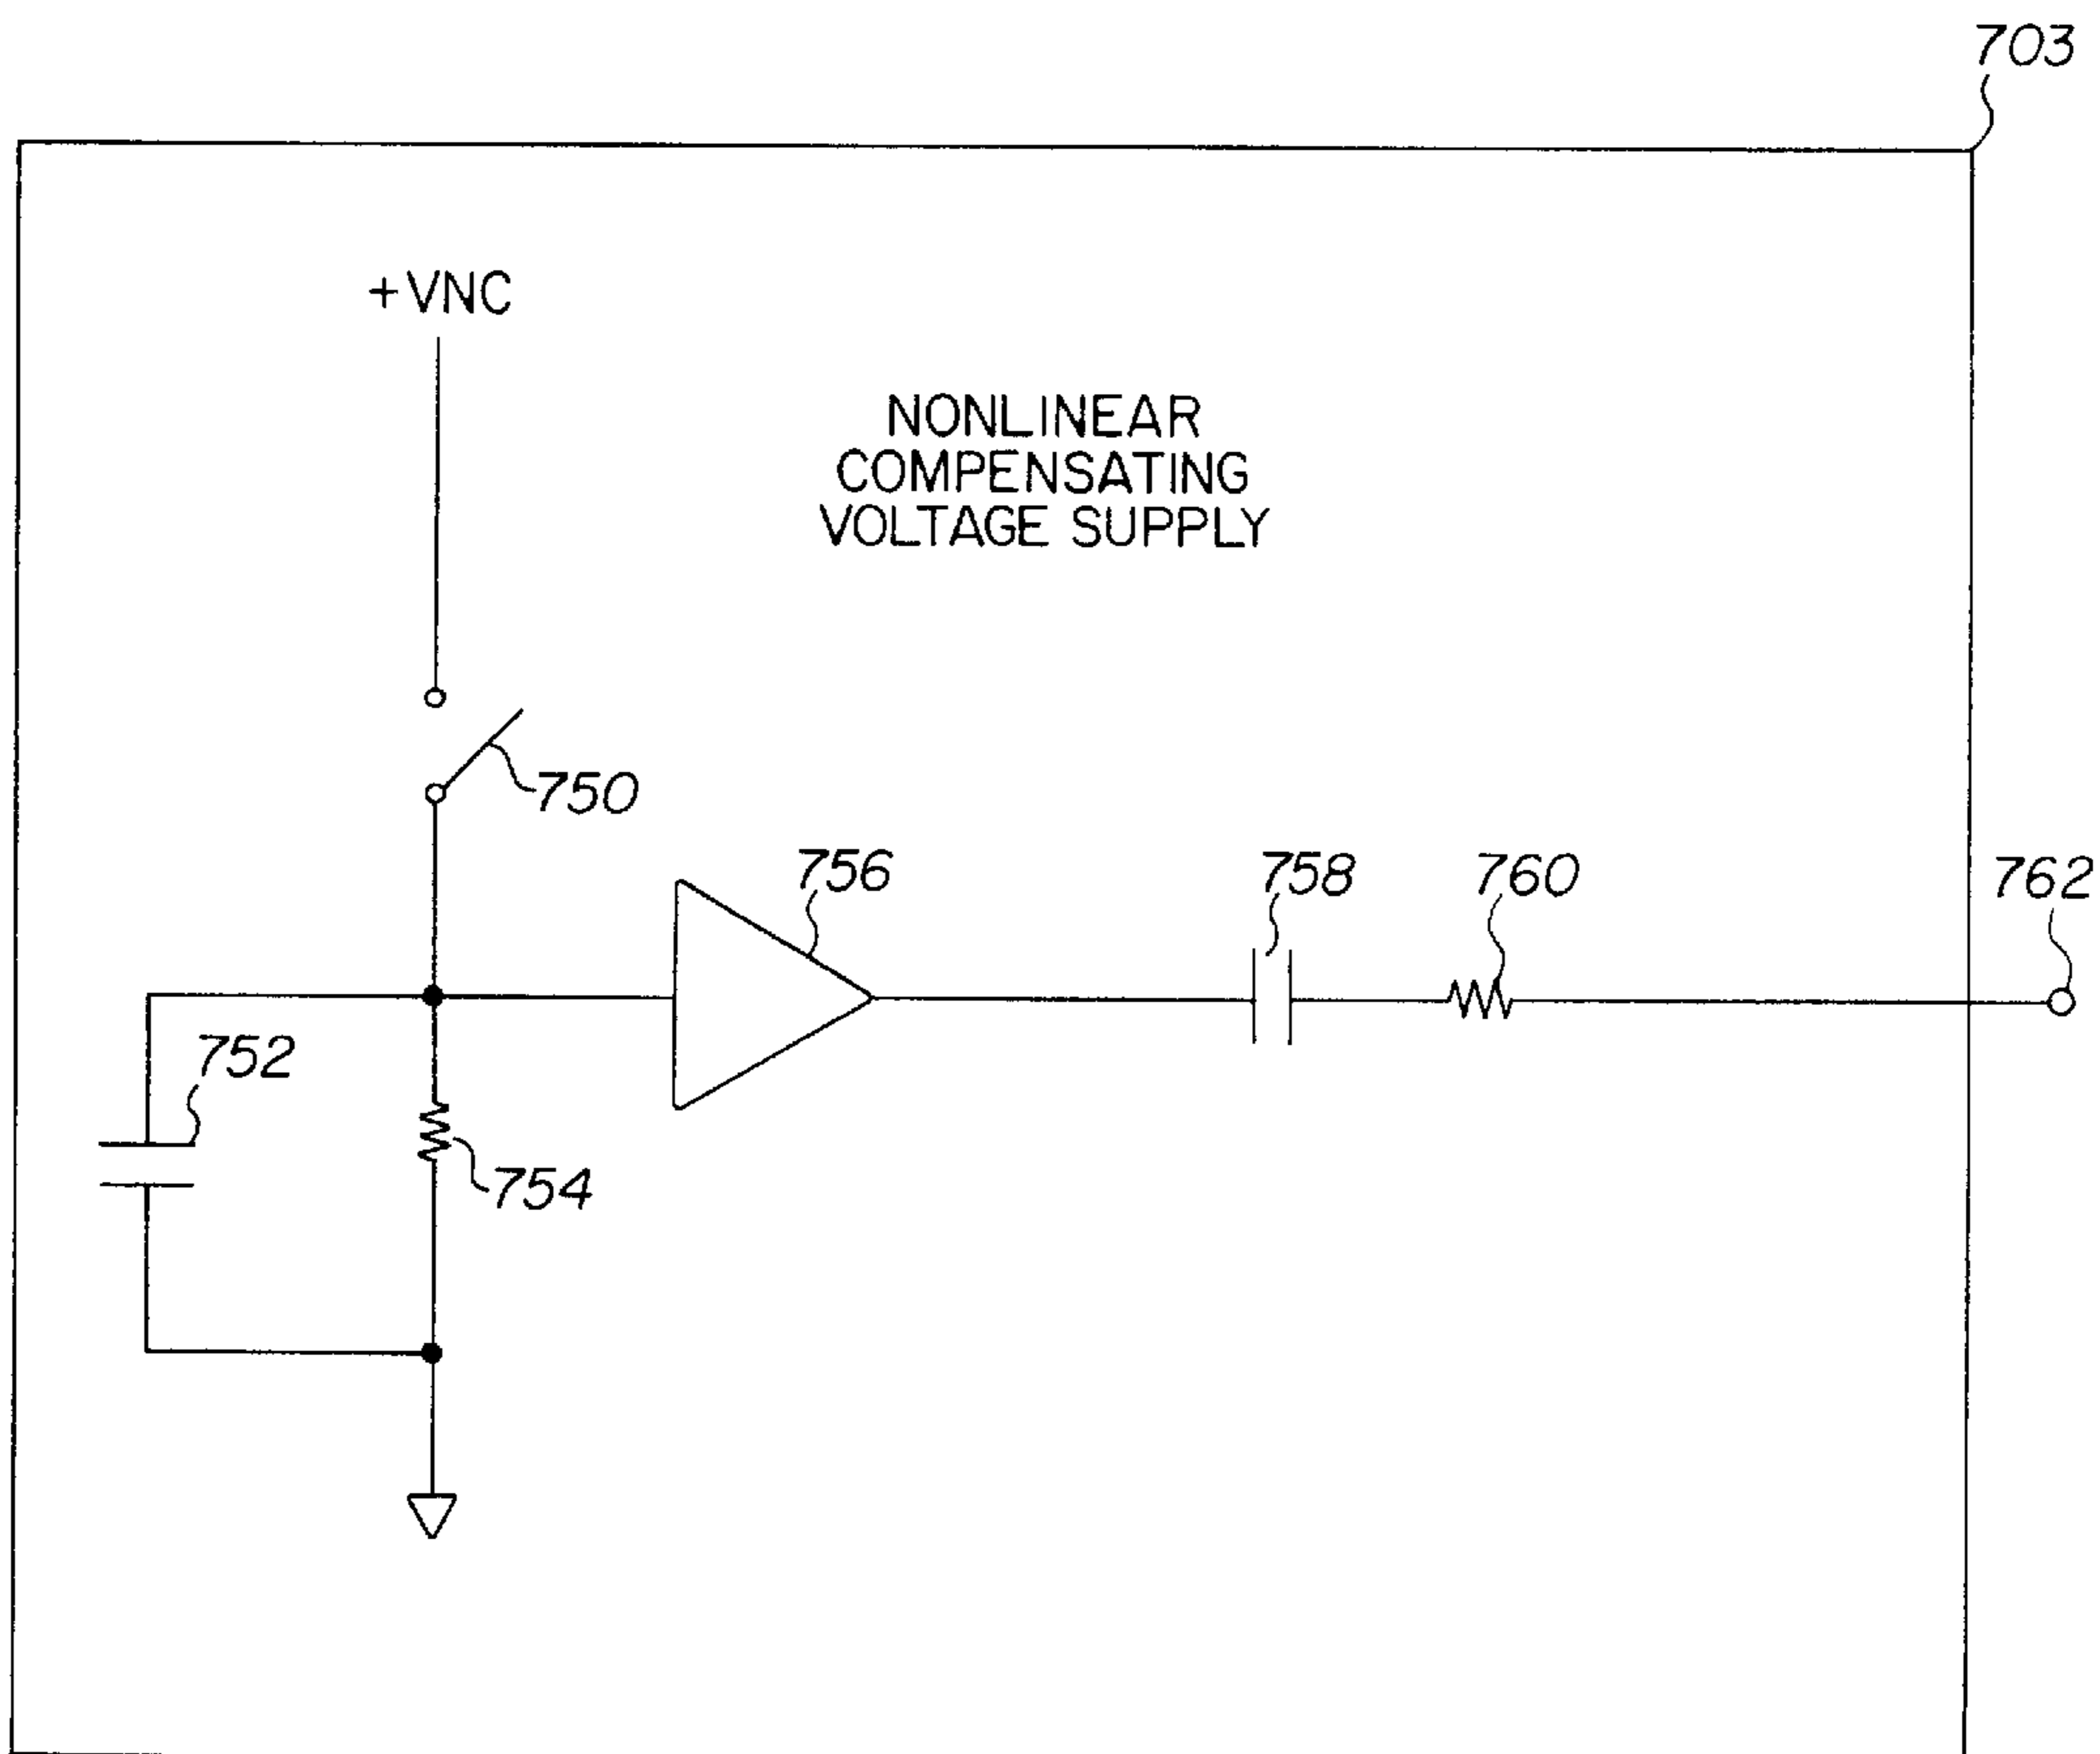 703
+VNC
NONLINEAR
COMPENSATING
VOLTAGE SUPPLY
750
756
758
760
762
752
754